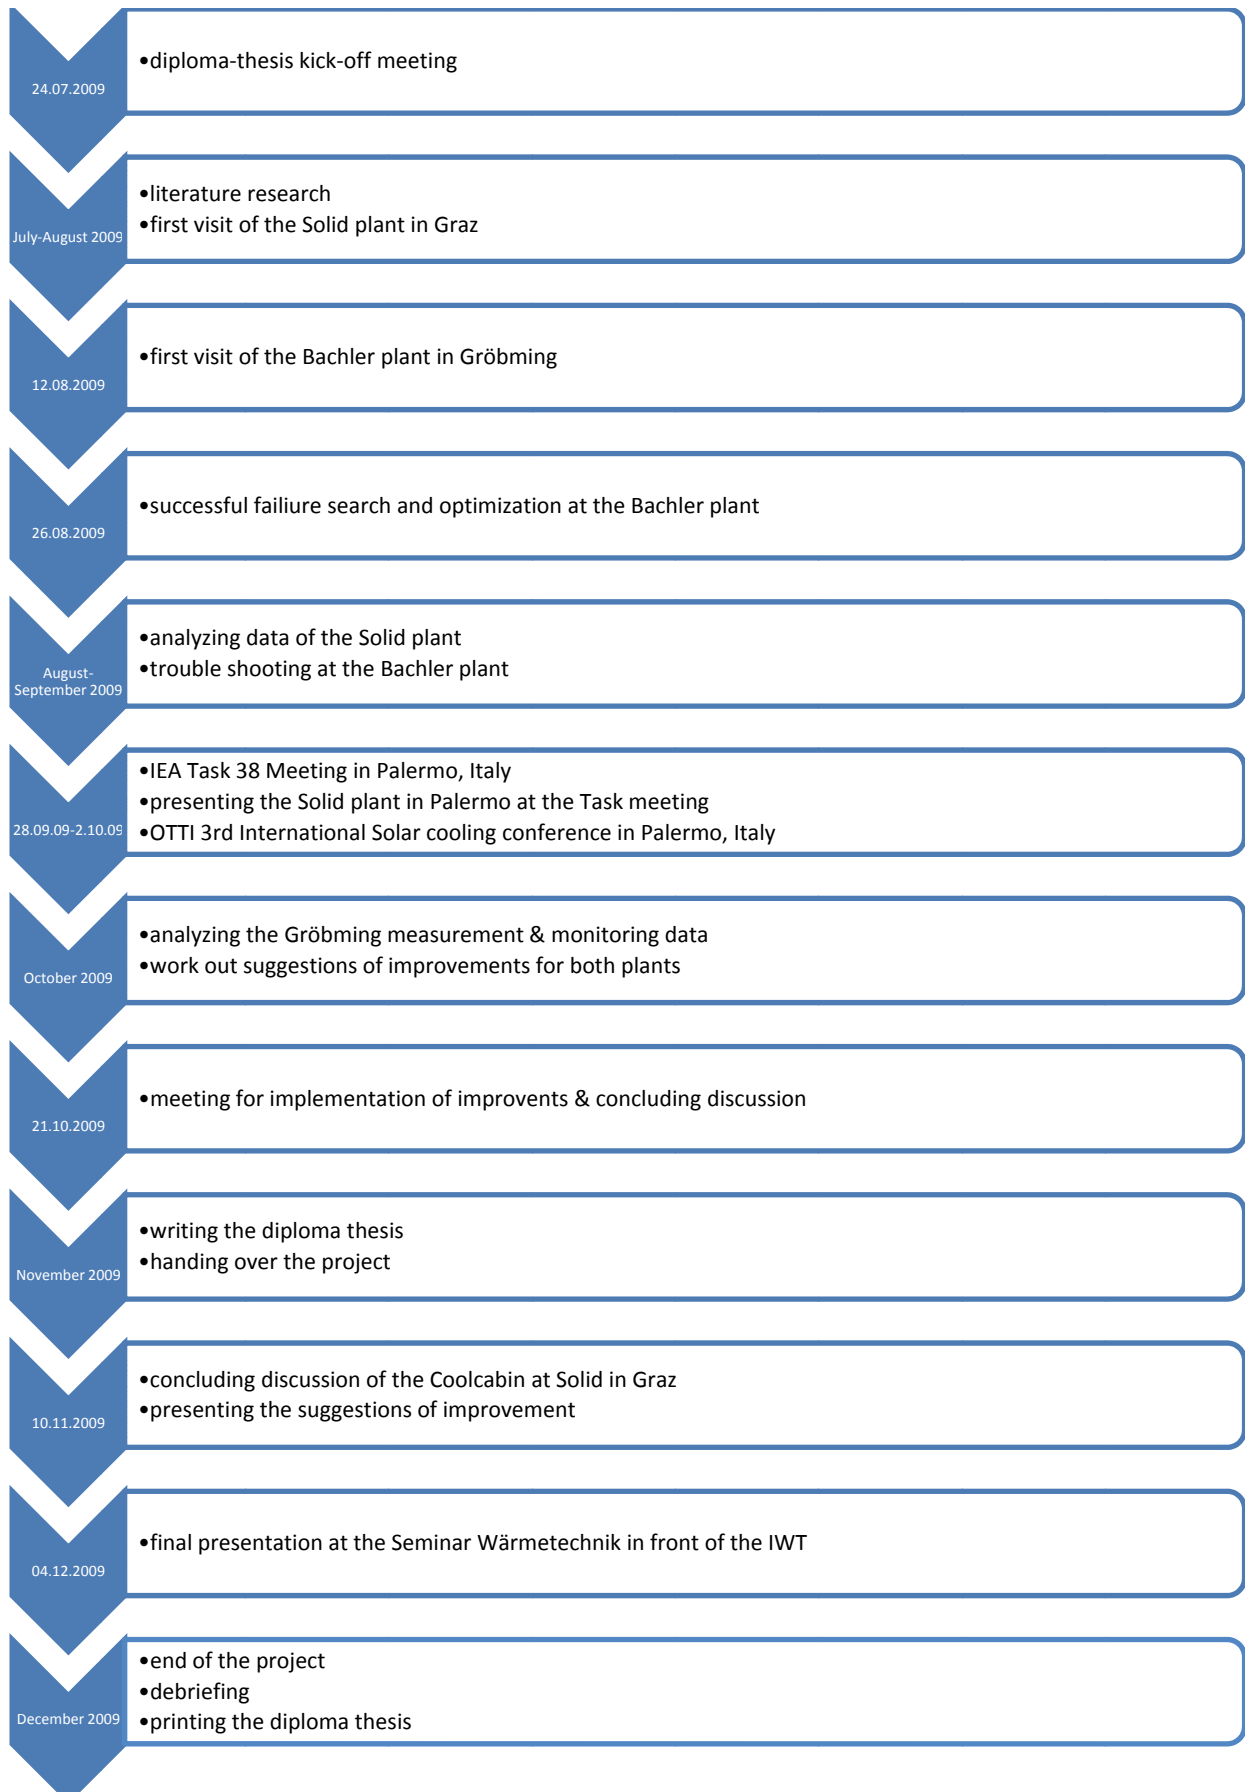 24.07.2009
•diploma-thesis kick-off meeting
July-August 2009
•literature research
•first visit of the Solid plant in Graz
12.08.2009
•first visit of the Bachler plant in Gröbming
26.08.2009
•successful failiure search and optimization at the Bachler plant
August-
September 2009
•analyzing data of the Solid plant
•trouble shooting at the Bachler plant
28.09.09-2.10.09
•IEA Task 38 Meeting in Palermo, Italy
•presenting the Solid plant in Palermo at the Task meeting
•OTTI 3rd International Solar cooling conference in Palermo, Italy
October 2009
•analyzing the Gröbming measurement & monitoring data
•work out suggestions of improvements for both plants
21.10.2009
•meeting for implementation of improvents & concluding discussion
November 2009
•writing the diploma thesis
•handing over the project
10.11.2009
•concluding discussion of the Coolcabin at Solid in Graz
•presenting the suggestions of improvement
04.12.2009
•final presentation at the Seminar Wärmetechnik in front of the IWT
December 2009
•end of the project
•debriefing
•printing the diploma thesis